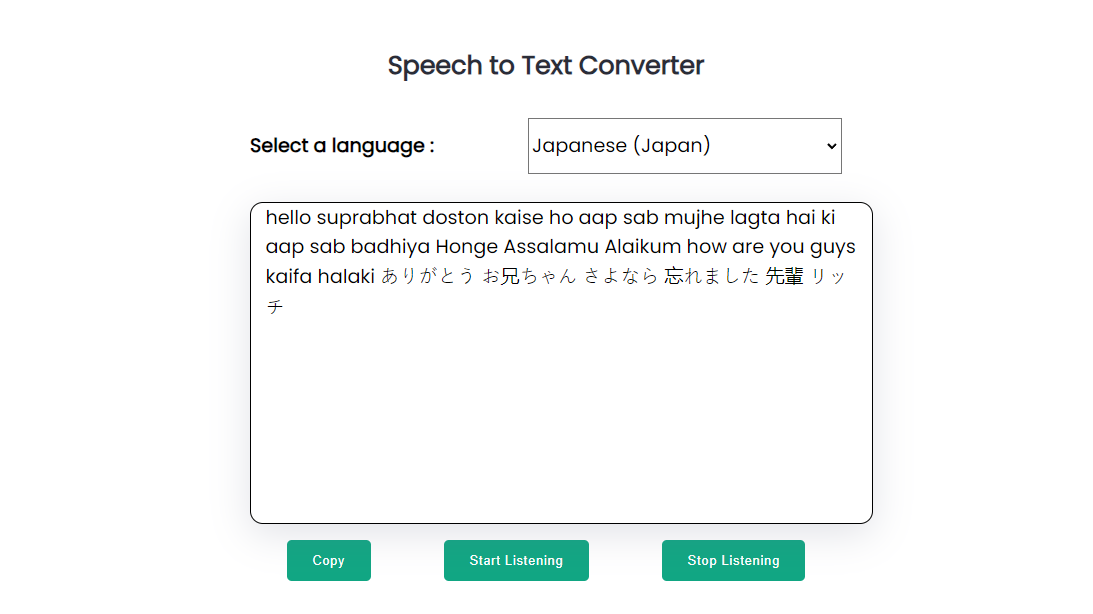 Speech to Text Converter
Select a language :
Japanese (Japan)
hello suprabhat doston kaise ho aap sab mujhe lagta hai ki
aap sab badhiya Honge Assalamu Alaikum how are you guys
kaifa halaki ありがとう お兄ちゃん さよなら 忘れました 先輩 リッ
チ
Copy
Start Listening
Stop Listening